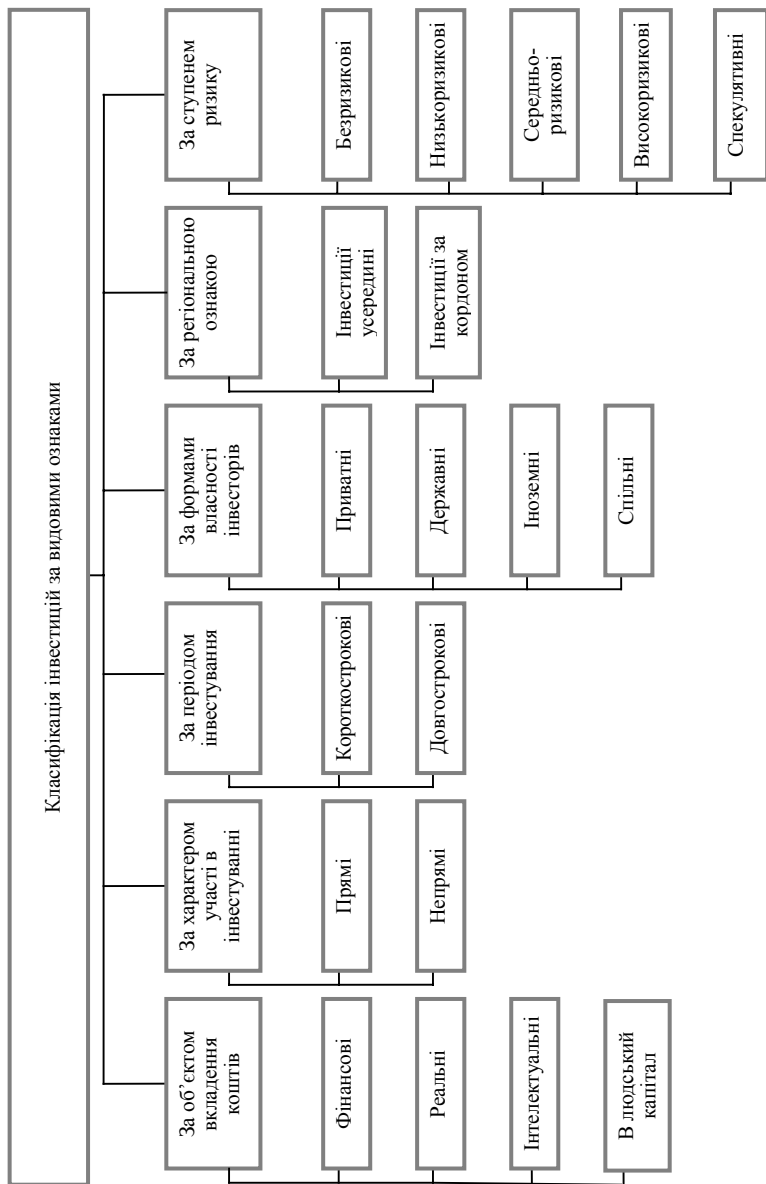 Класифікація інвестицій за видовими ознаками
За об’єктом
вкладення
коштів
Фінансові
Реальні
Інтелектуальні
В людський
капітал
За характером
участі в
інвестуванні
Прямі
Непрямі
За періодом
інвестування
Короткострокові
Довгострокові
За формами
власності
інвесторів
Приватні
Державні
Іноземні
Спільні
За регіональною
ознакою
Інвестиції
усередині
Інвестиції за
кордоном
За ступенем
ризику
Безризикові
Низькоризикові
Середньо-
ризикові
Високоризикові
Спекулятивні